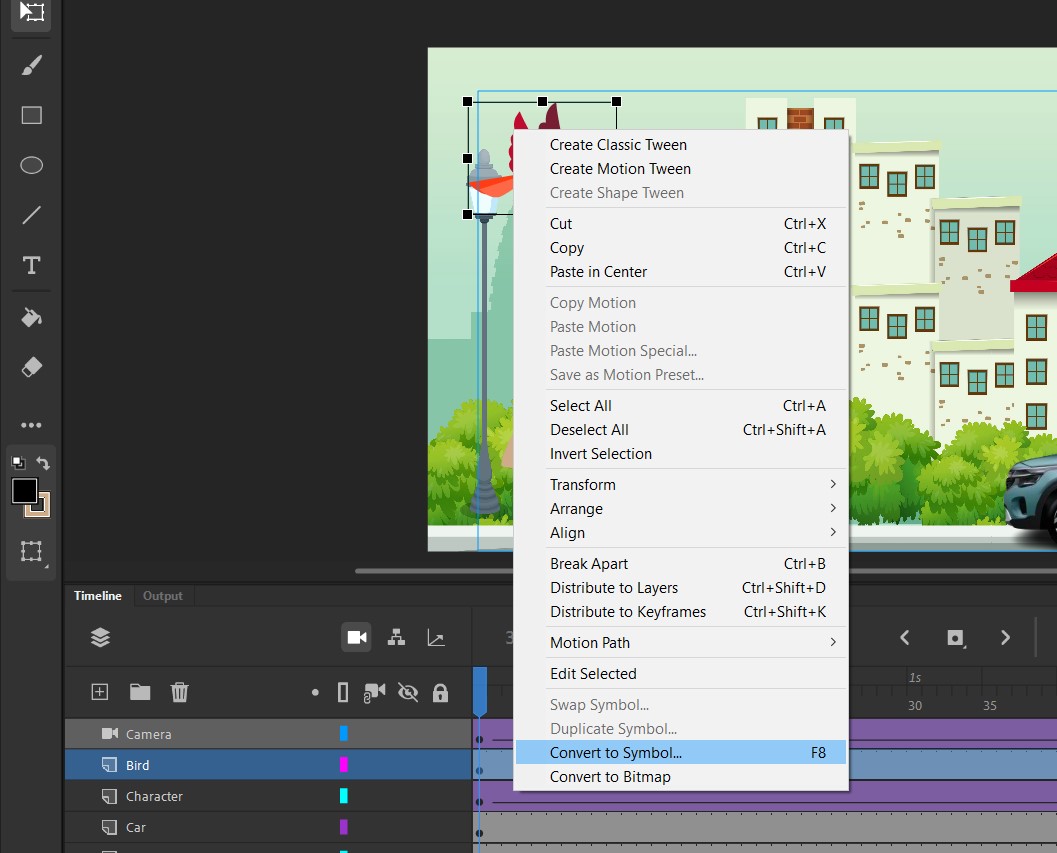 Create Classic Tween
Create Motion Tween
Create Shape Tween
Cut Ctrl+X
Copy Ctrl+C
Paste in Center Ctrl+V
Copy Motion
Paste Motion
Paste Motion Special...
Save as Motion Preset...
Select All Ctrl+A
Deselect All Ctrl+Shift+A
Invert Selection
Transform
Arrange
Align
Break Apart Ctrl+B
Distribute to Layers Ctrl+Shift+D
Distribute to Keyframes Ctrl+Shift+K
Motion Path
Edit Selected
Swap Symbol...
Duplicate Symbol...
Convert to Symbol... F8
Convert to Bitmap
Timeline Output
1s
30 35
Camera
Bird
Character
Car